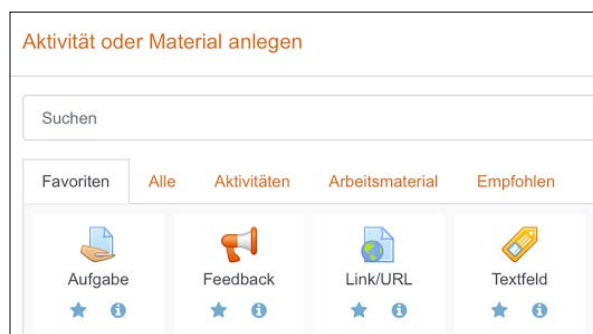 Aktivität oder Material anlegen
Suchen
Favoriten Alle Aktivitäten Arbeitsmaterial Empfohlen
Aufgabe Feedback Link/URL Textfeld